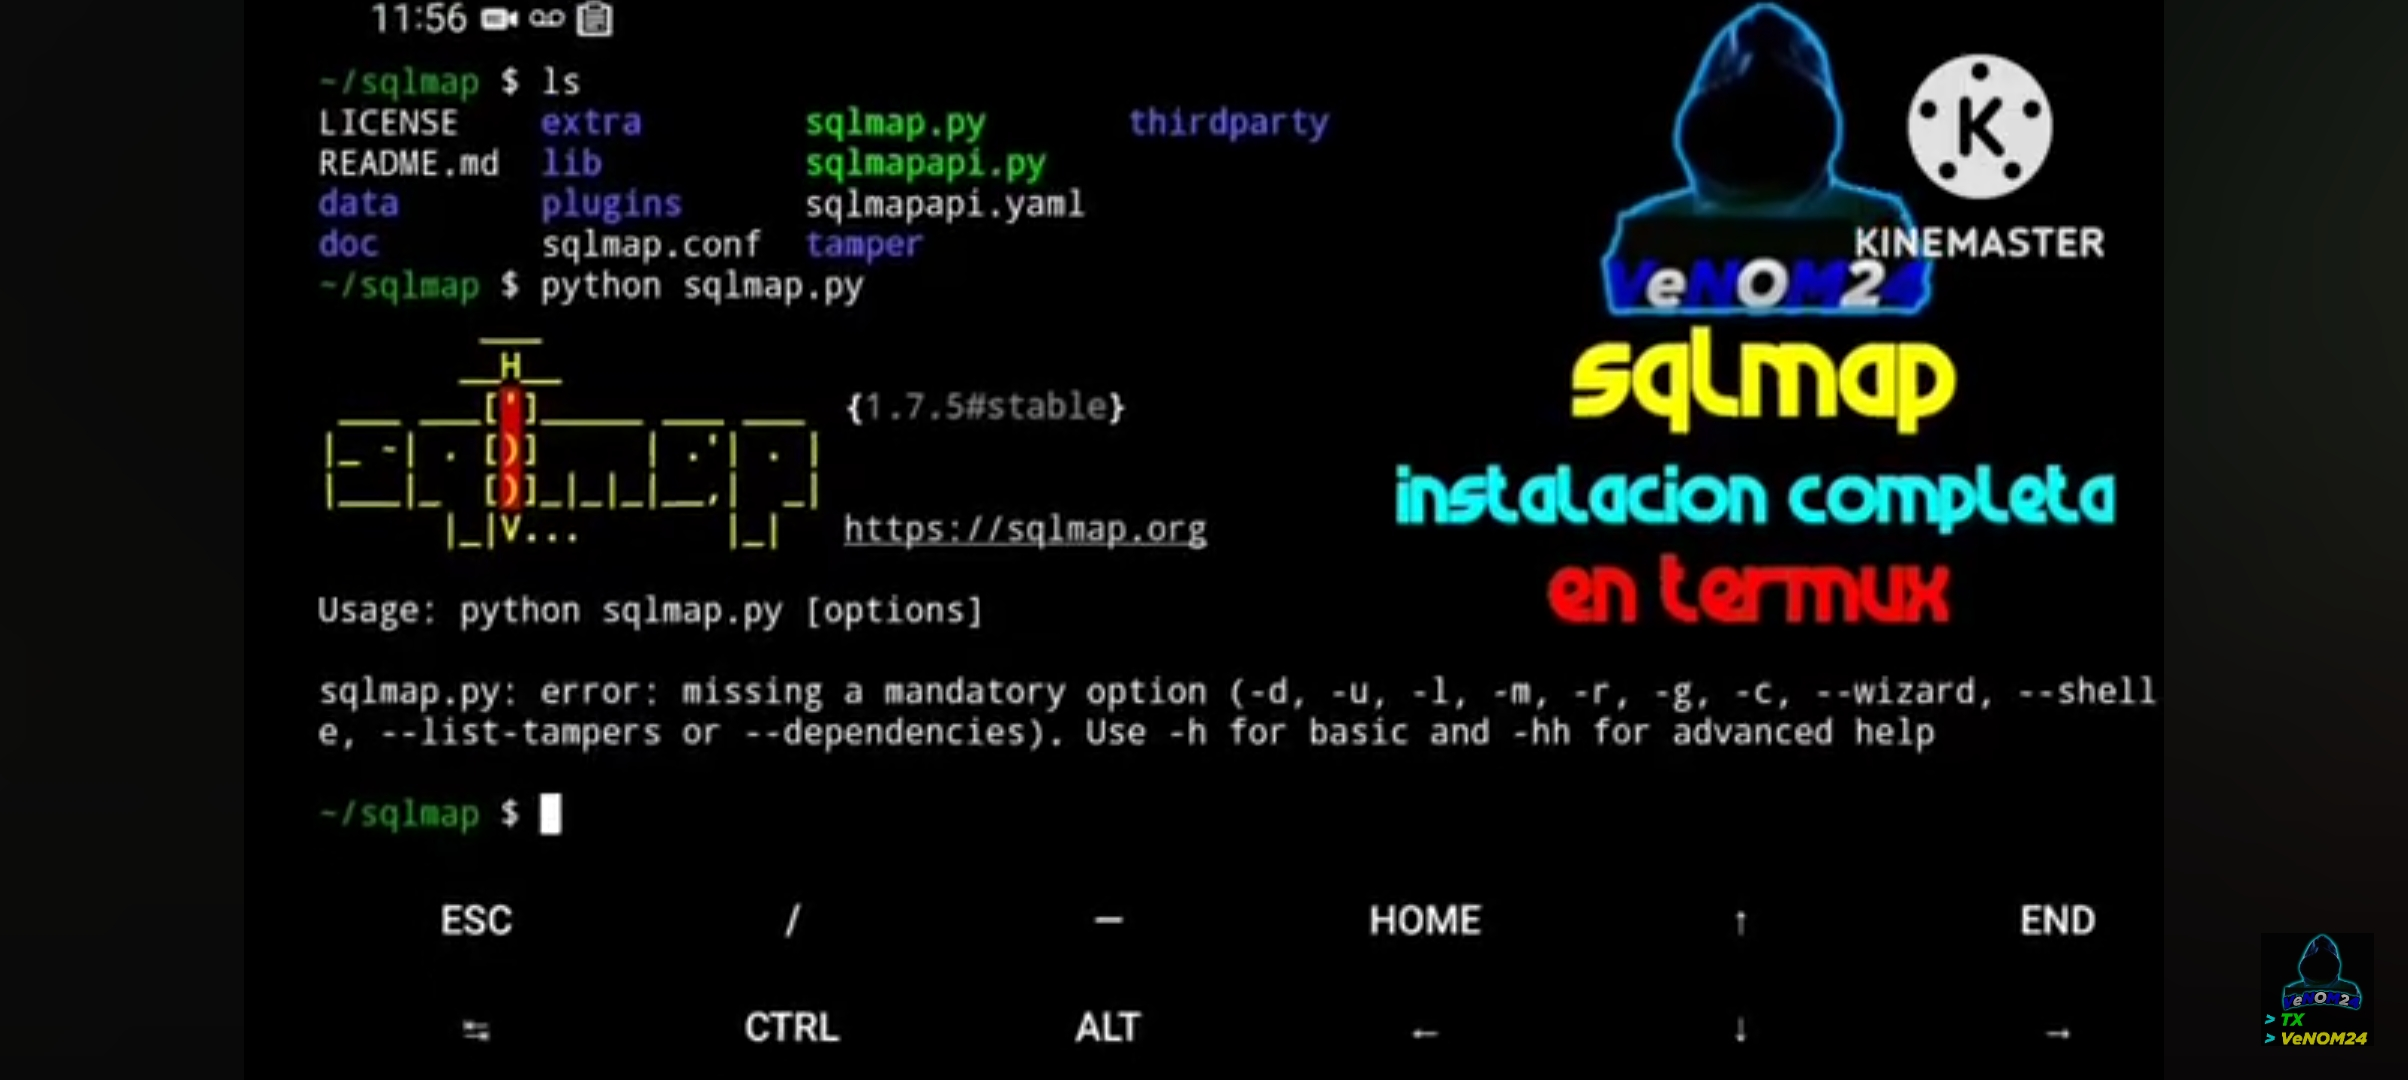 11:56
~/sqlmap $ ls
LICENSE extra sqlmap.py thirdparty
README.md lib sqlmapapi.py
data plugins sqlmapapi.yaml
doc sqlmap.conf tamper
~/sqlmap $ python sqlmap.py
H
[']
{1.7.5#stable}
[)]
[)]
V...
https://sqlmap.org
Usage: python sqlmap.py [options]
sqlmap.py: error: missing a mandatory option (-d, -u, -l, -m, -r, -g, -c, --wizard, --shell
e, --list-tampers or --dependencies). Use -h for basic and -hh for advanced help
~/sqlmap $
K
KINEMASTER
VeNOM24
sqlmap
instalacion completa
en termux
ESC / — HOME ↑ END
⇆ CTRL ALT ← ↓ →
VeNOM24
> TX
> VeNOM24